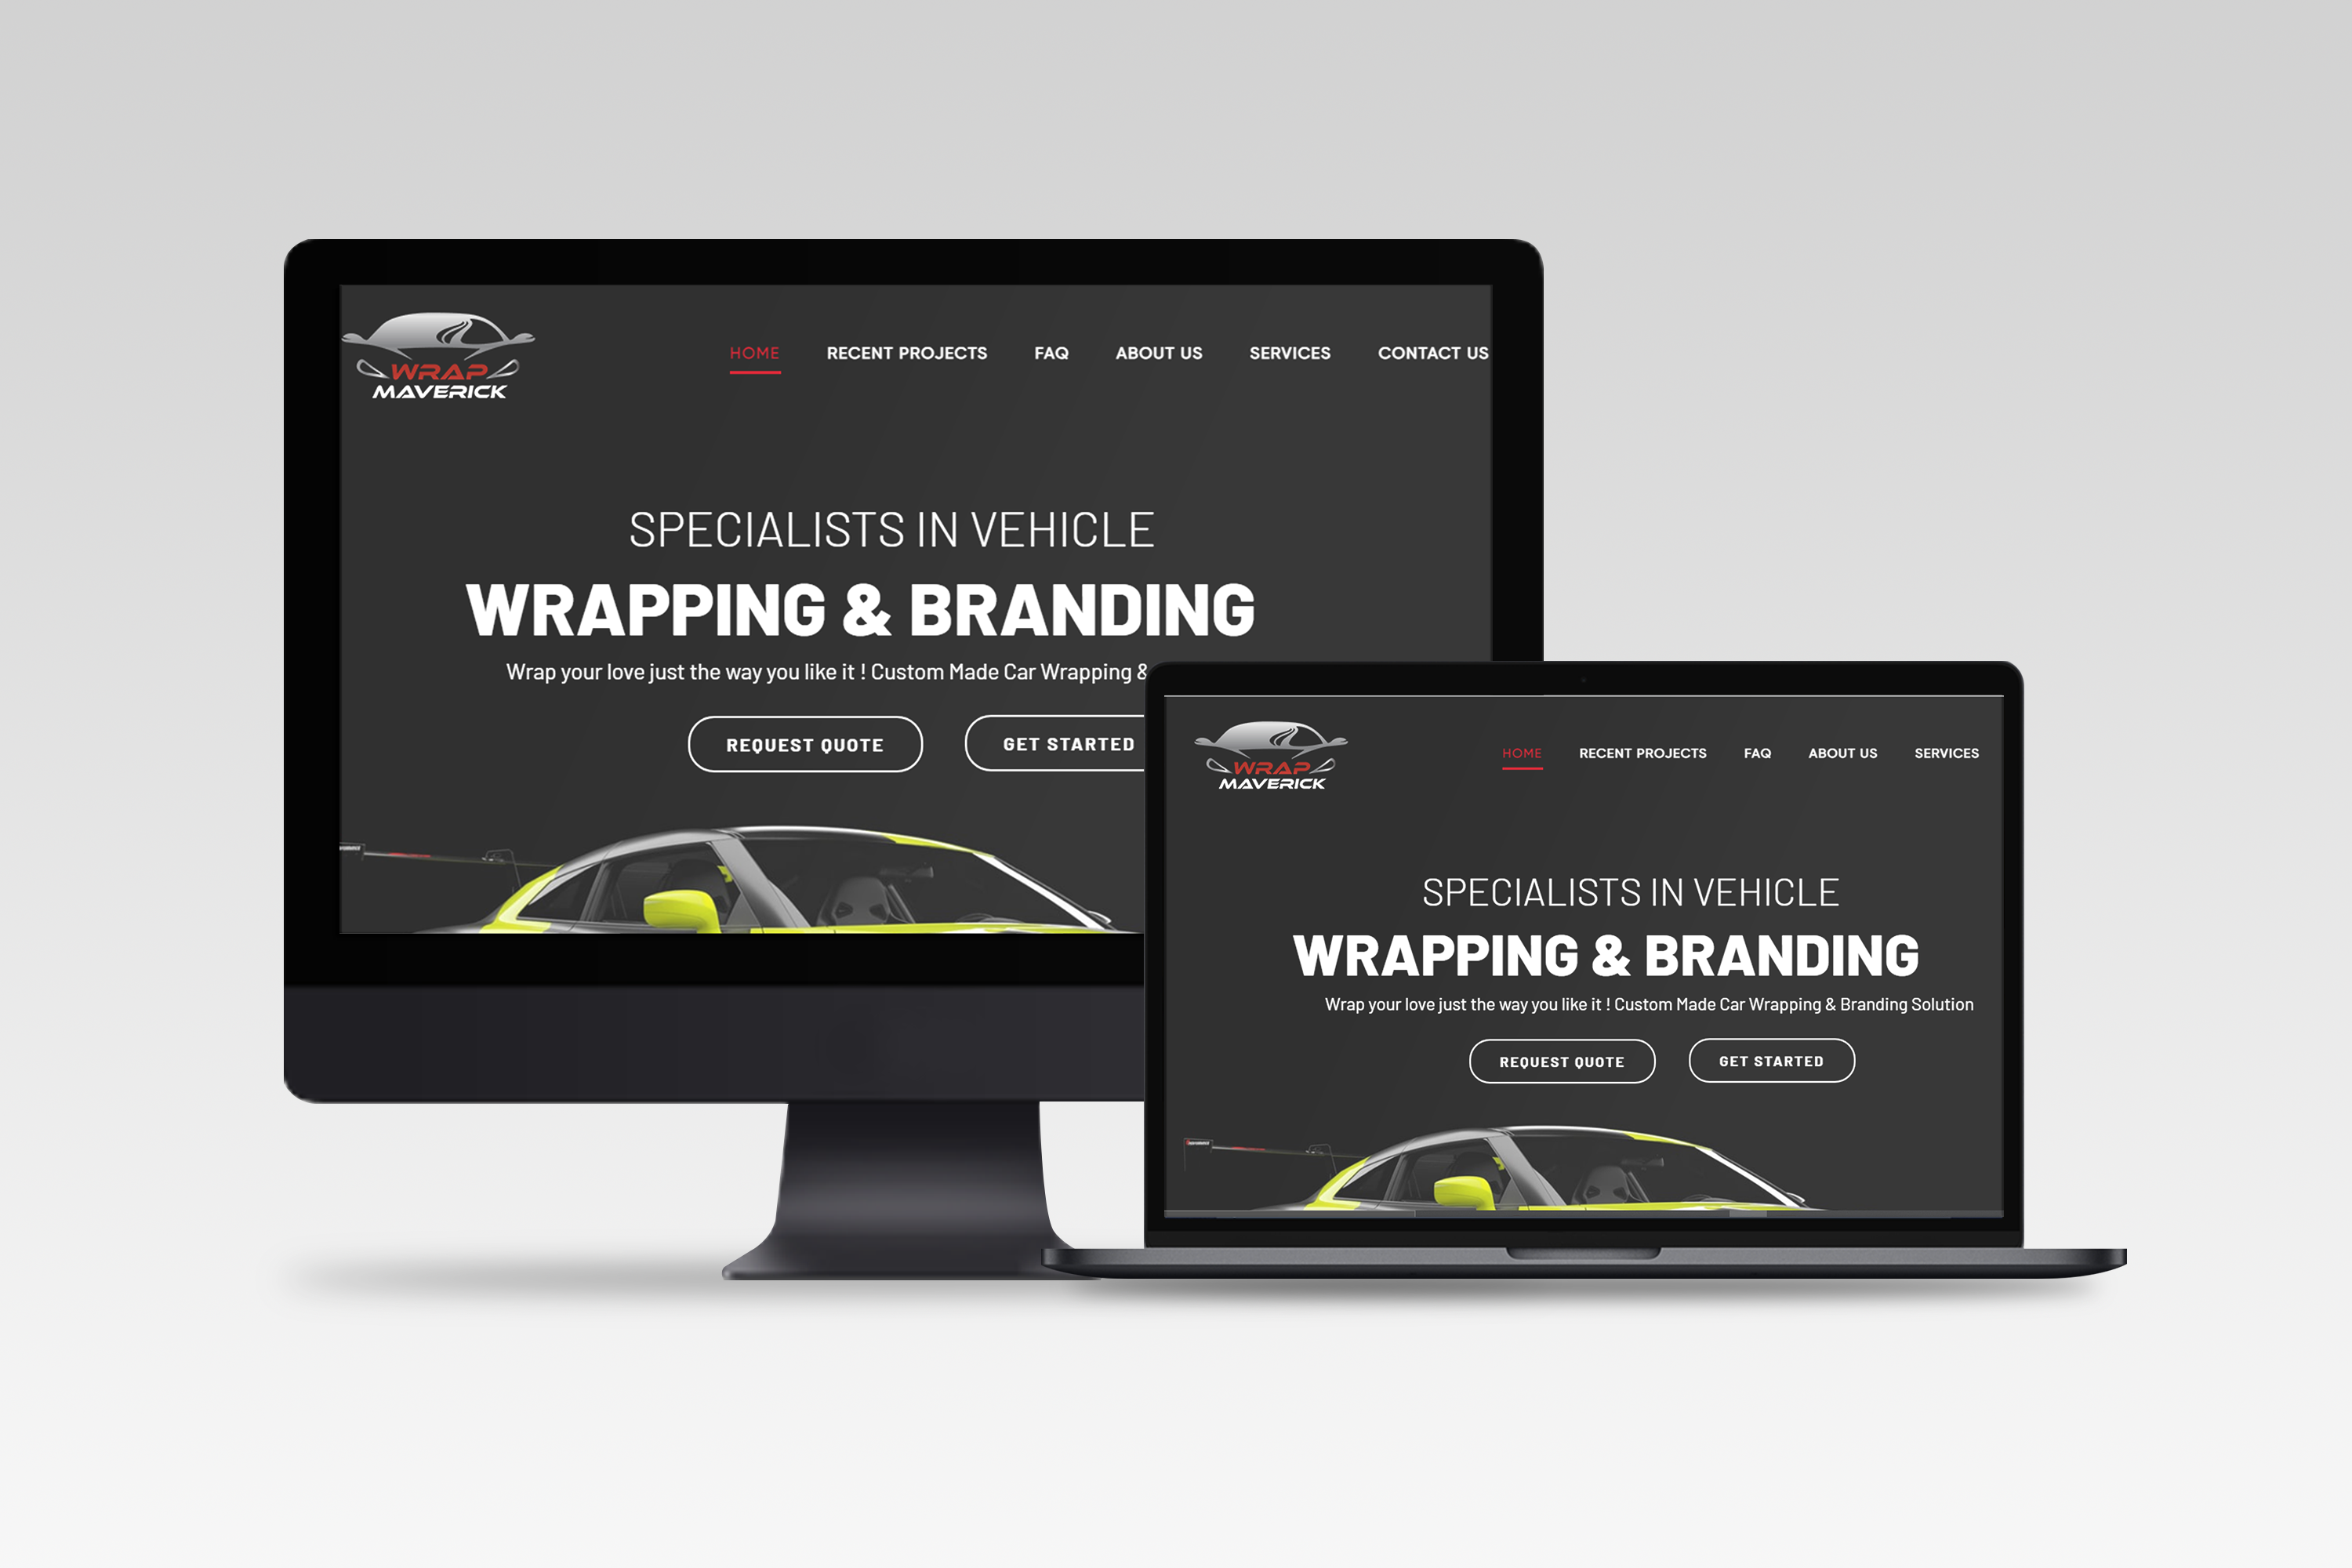 WRAP
MAVERICK
HOME RECENT PROJECTS FAQ ABOUT US SERVICES CONTACT US
SPECIALISTS IN VEHICLE
WRAPPING & BRANDING
Wrap your love just the way you like it ! Custom Made Car Wrapping &
REQUEST QUOTE GET STARTED
WRAP
MAVERICK
HOME RECENT PROJECTS FAQ ABOUT US SERVICES
SPECIALISTS IN VEHICLE
WRAPPING & BRANDING
Wrap your love just the way you like it ! Custom Made Car Wrapping & Branding Solution
REQUEST QUOTE GET STARTED